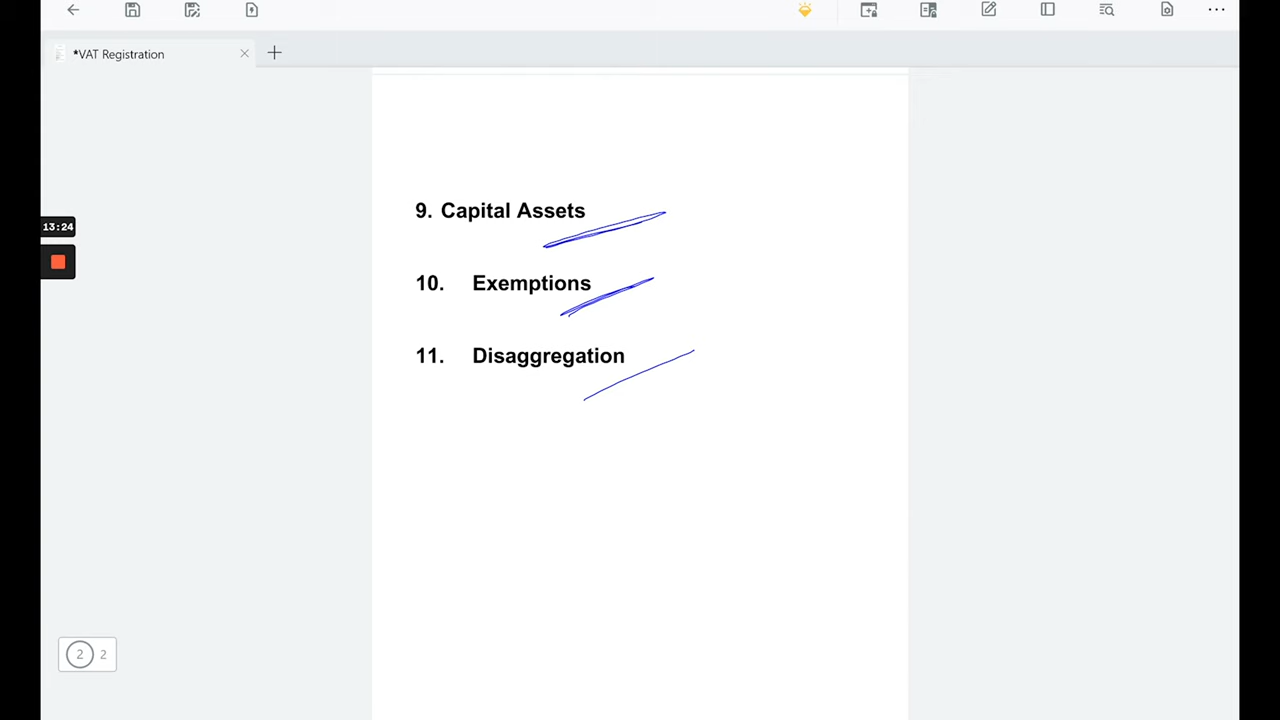 *VAT Registration
9. Capital Assets
13:24
10. Exemptions
11. Disaggregation
2 2